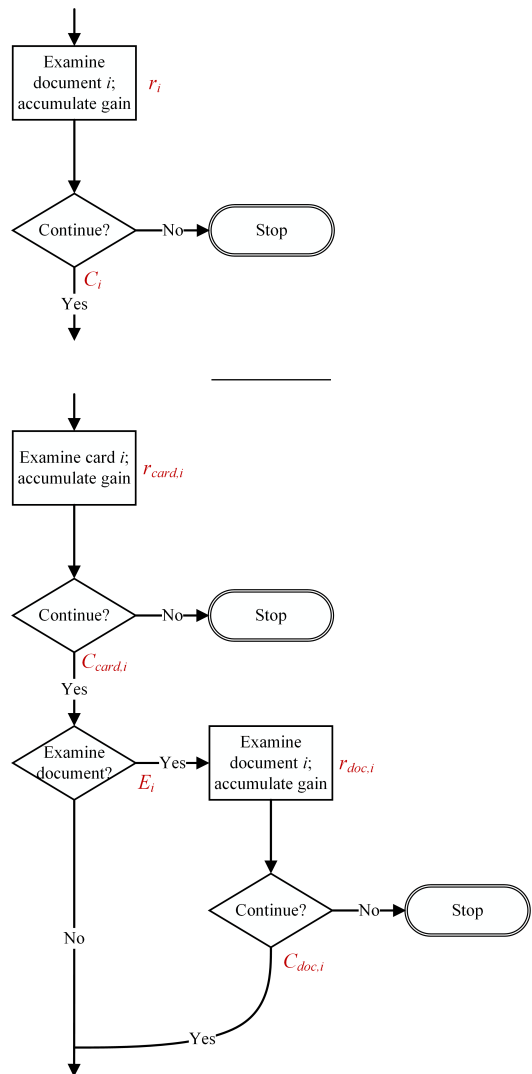 Examine
document i;
accumulate gain
r_i
Continue?
No
Stop
C_i
Yes
Examine card i;
accumulate gain
r_card,i
Continue?
No
Stop
C_card,i
Yes
Examine
document?
Yes
E_i
Examine
document i;
accumulate gain
r_doc,i
Continue?
No
Stop
C_doc,i
No
Yes